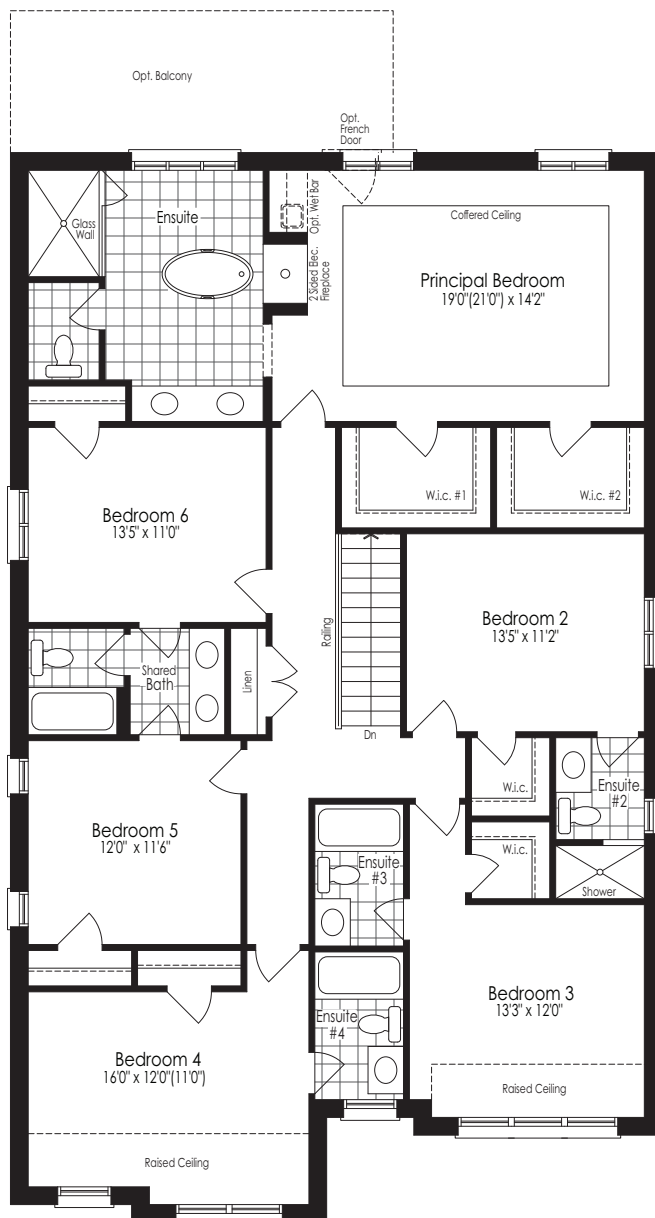 Opt. Balcony
Opt.
French
Door
Glass
Wall
Ensuite
Opt. Wet Bar
2 Sided Bec.
Fireplace
Coffered Ceiling
Principal Bedroom
19'0"(21'0") x 14'2"
W.i.c. #1
W.i.c. #2
Bedroom 6
13'5" x 11'0"
Bedroom 2
13'5" x 11'2"
Railing
Shared
Bath
Linen
Dn
W.i.c.
Ensuite
#2
Bedroom 5
12'0" x 11'6"
Ensuite
#3
W.i.c.
Shower
Bedroom 3
13'3" x 12'0"
Ensuite
#4
Bedroom 4
16'0" x 12'0"(11'0")
Raised Ceiling
Raised Ceiling